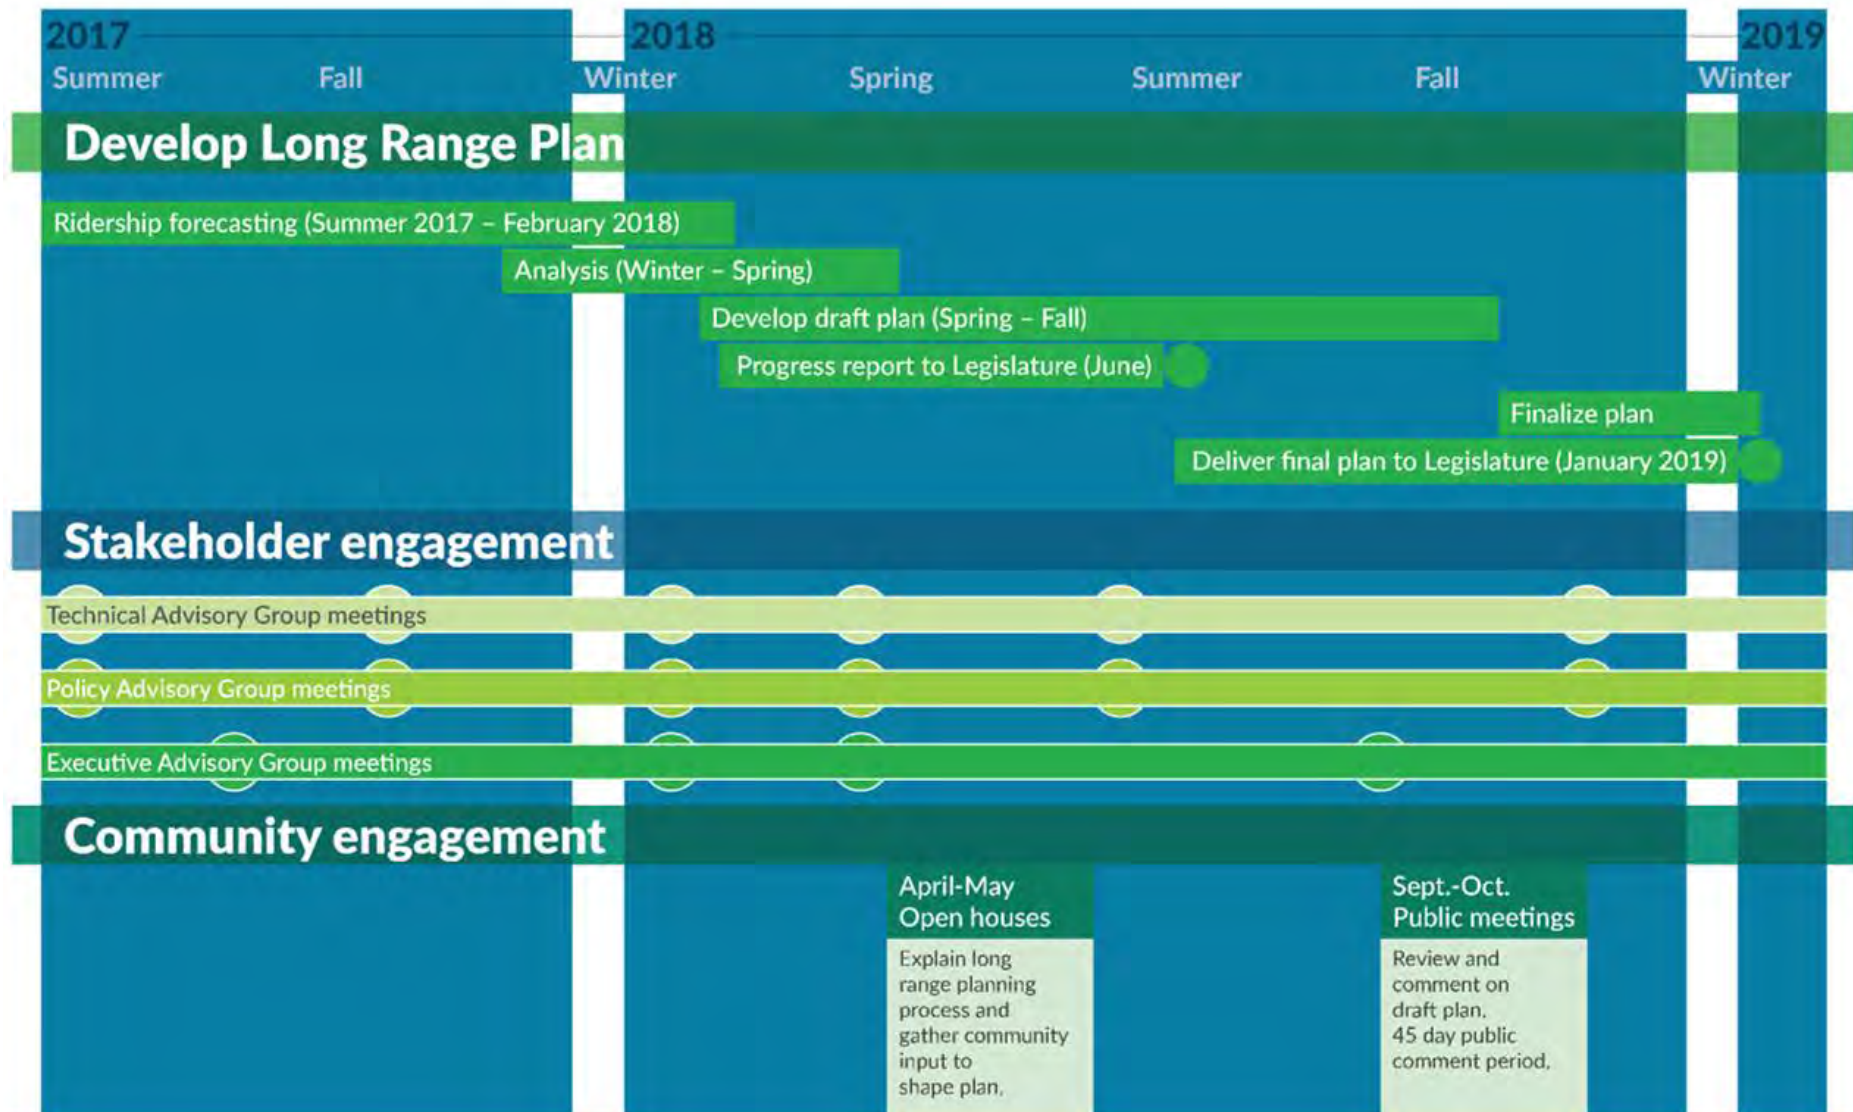 2017 2018 2019
Summer Fall Winter Spring Summer Fall Winter
Develop Long Range Plan
Ridership forecasting (Summer 2017 – February 2018)
Analysis (Winter – Spring)
Develop draft plan (Spring – Fall)
Progress report to Legislature (June)
Finalize plan
Deliver final plan to Legislature (January 2019)
Stakeholder engagement
Technical Advisory Group meetings
Policy Advisory Group meetings
Executive Advisory Group meetings
Community engagement
April-May
Open houses
Explain long
range planning
process and
gather community
input to
shape plan.
Sept.-Oct.
Public meetings
Review and
comment on
draft plan.
45 day public
comment period.